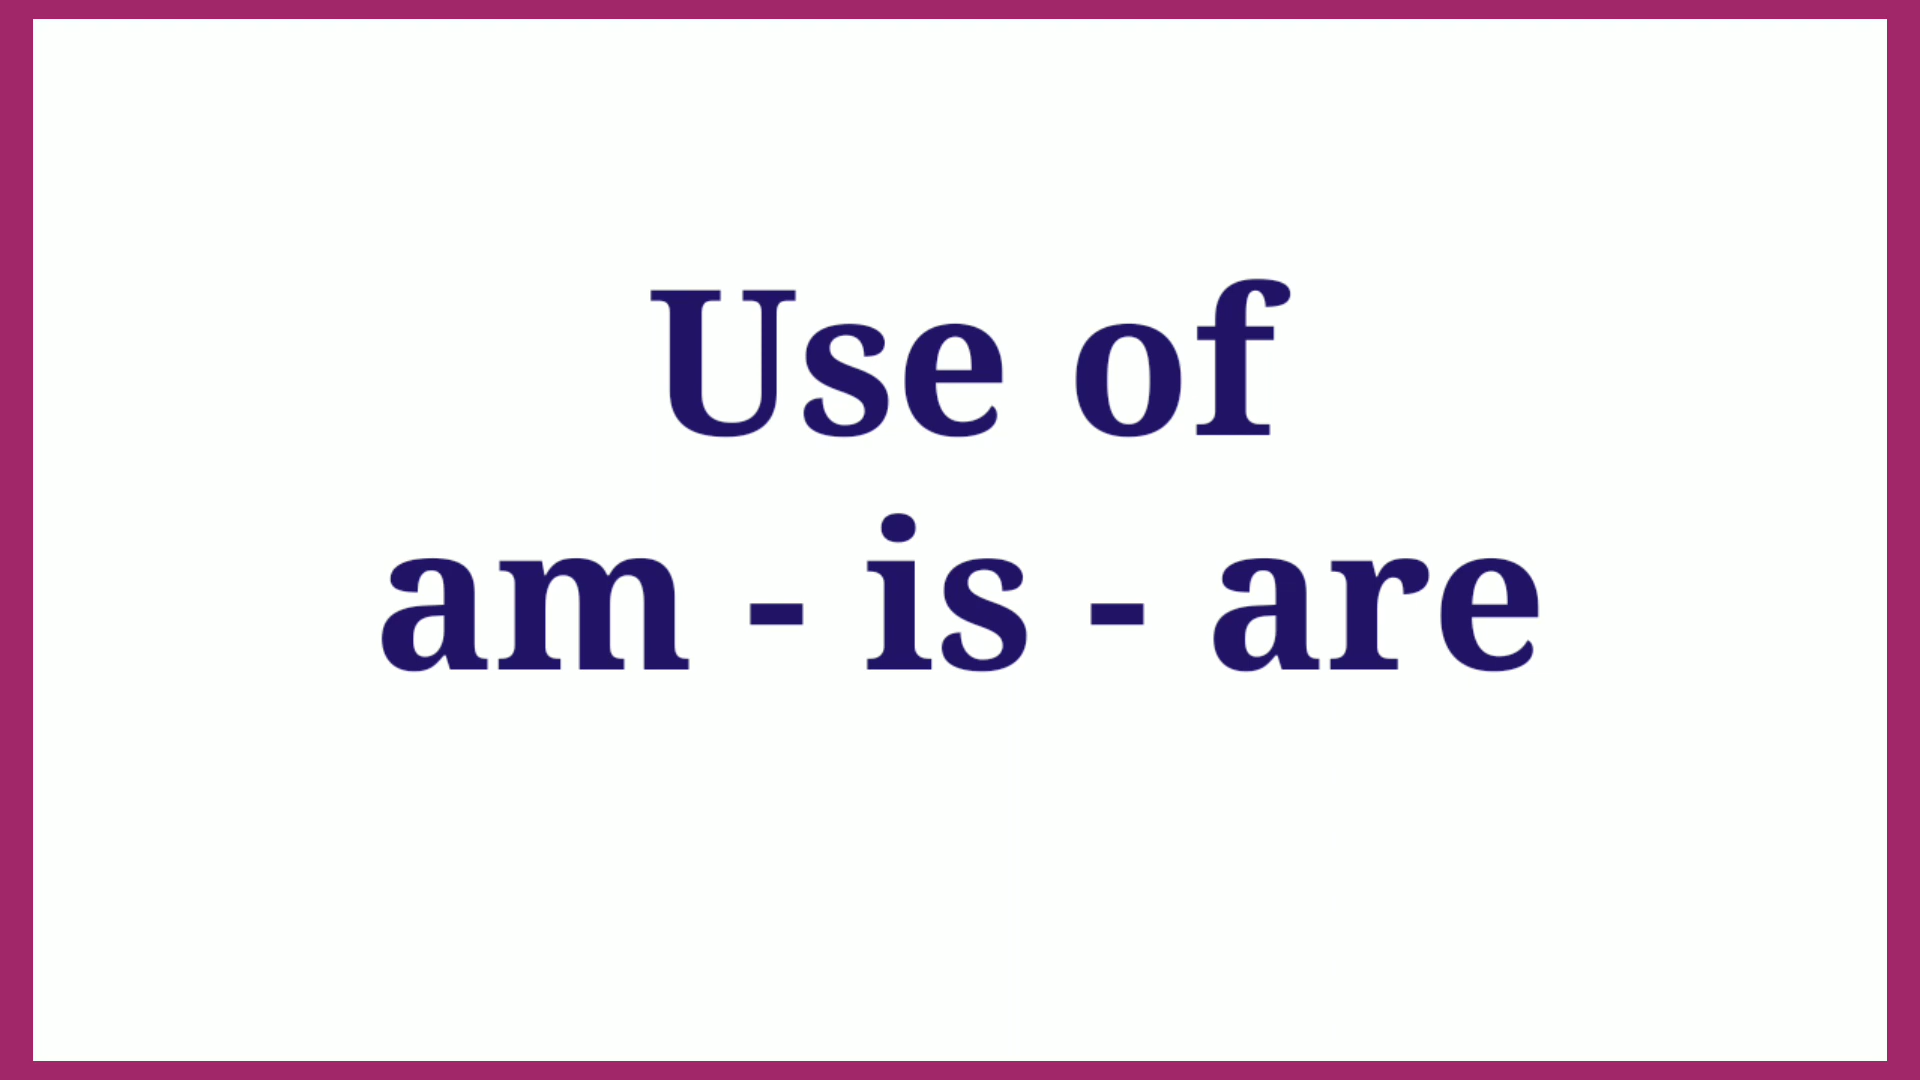 Use of
am - is - are